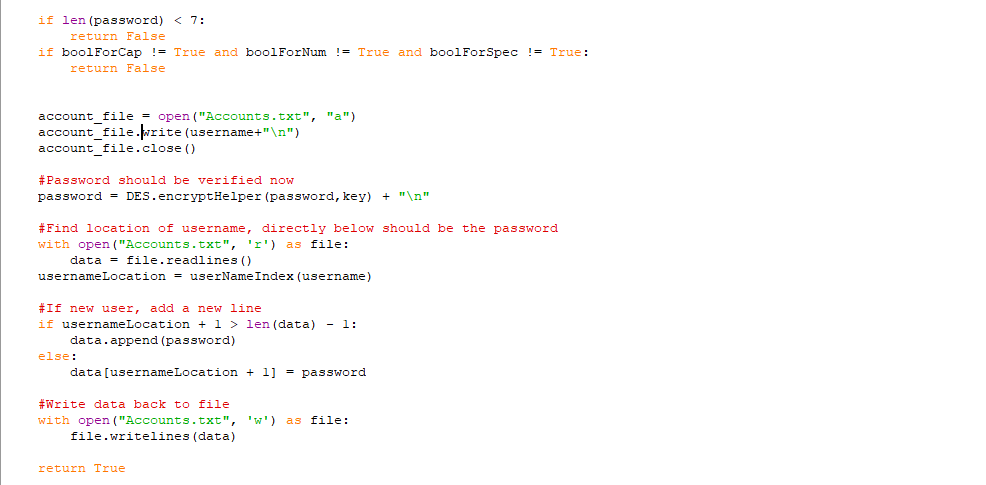 if len(password) < 7:
    return False
if boolForCap != True and boolForNum != True and boolForSpec != True:
    return False
account_file = open("Accounts.txt", "a")
account_file.write(username+"\n")
account_file.close()
#Password should be verified now
password = DES.encryptHelper(password,key) + "\n"
#Find location of username, directly below should be the password
with open("Accounts.txt", 'r') as file:
    data = file.readlines()
usernameLocation = userNameIndex(username)
#If new user, add a new line
if usernameLocation + 1 > len(data) - 1:
    data.append(password)
else:
    data[usernameLocation + 1] = password
#Write data back to file
with open("Accounts.txt", 'w') as file:
    file.writelines(data)
return True